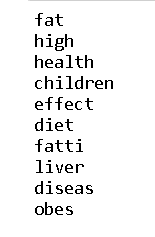 fat
high
health
children
effect
diet
fatti
liver
diseas
obes